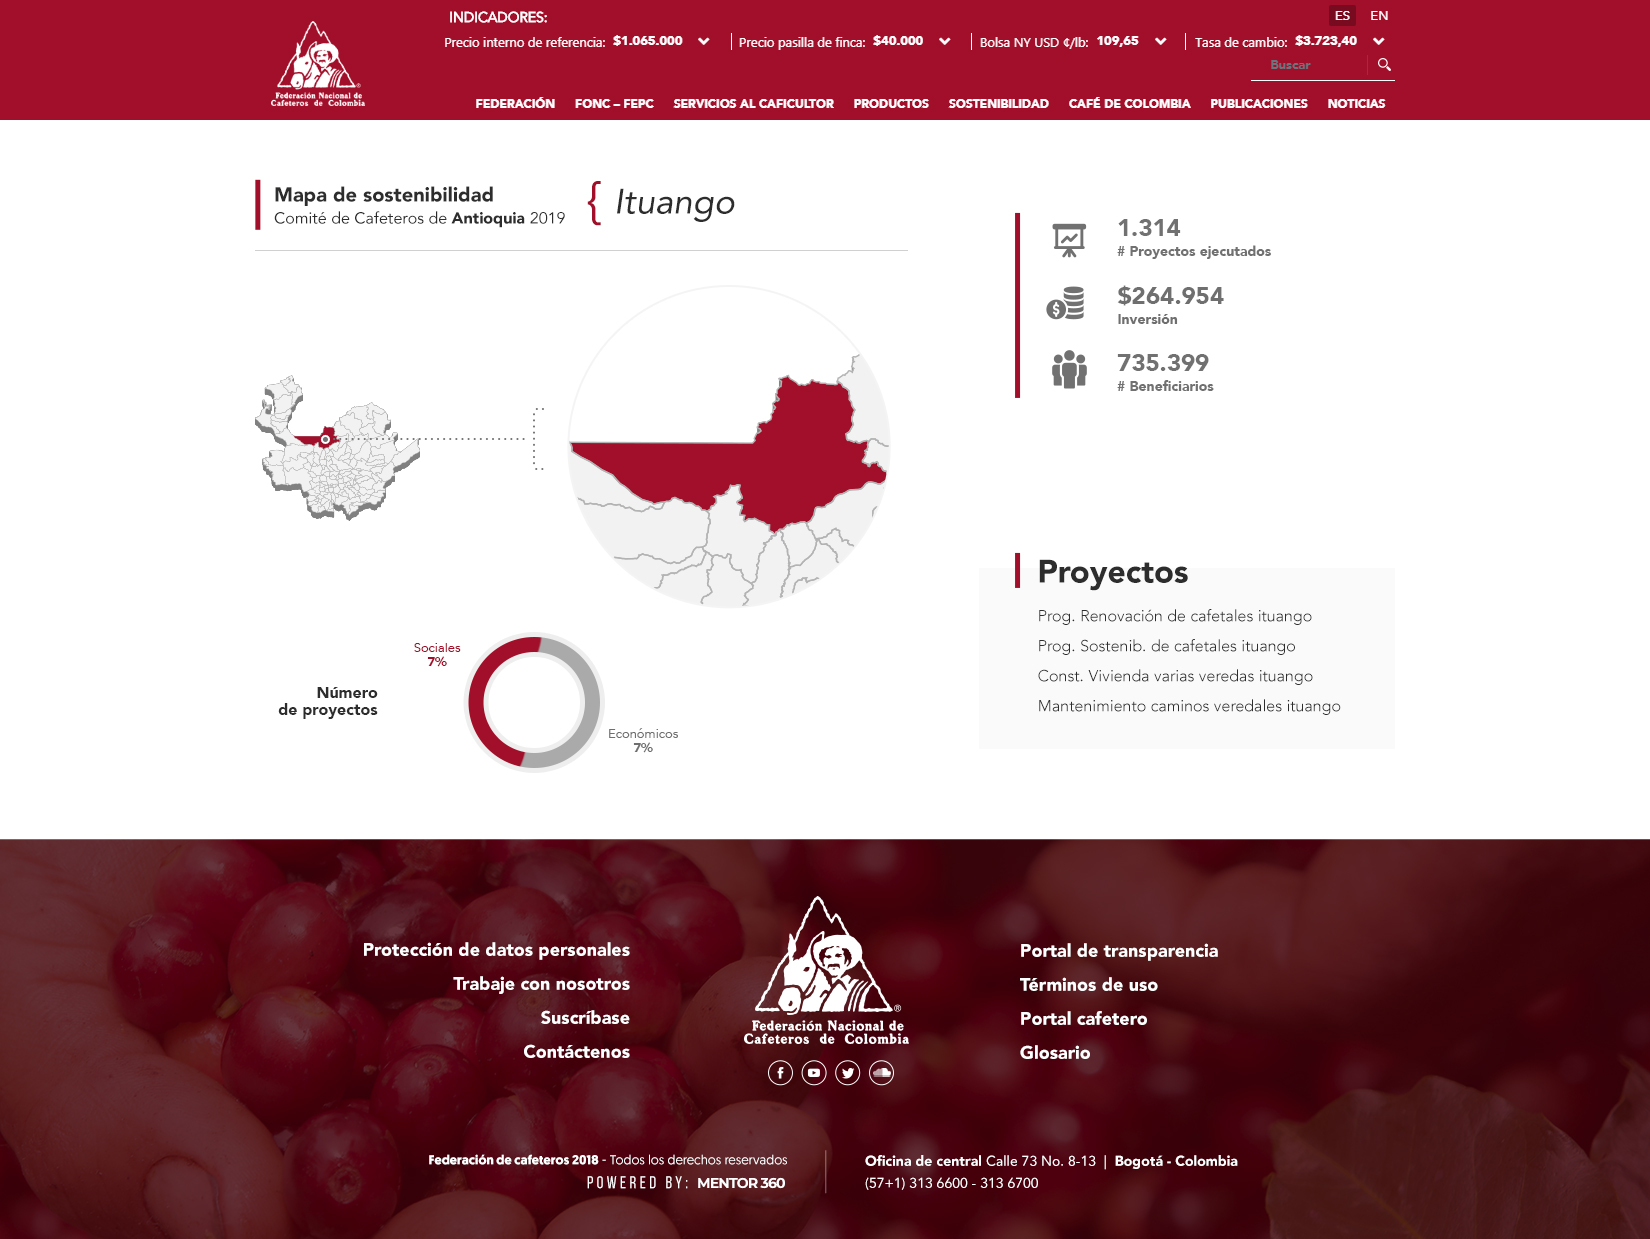 INDICADORES:
ES EN
Precio interno de referencia: $1.065.000 Precio pasilla de finca: $40.000 Bolsa NY USD ¢/lb: 109,65 Tasa de cambio: $3.723,40
Buscar
Federación Nacional de
Cafeteros de Colombia
FEDERACIÓN FONC – FEPC SERVICIOS AL CAFICULTOR PRODUCTOS SOSTENIBILIDAD CAFÉ DE COLOMBIA PUBLICACIONES NOTICIAS
Mapa de sostenibilidad
Comité de Cafeteros de Antioquia 2019
{ Ituango
1.314
# Proyectos ejecutados
$264.954
Inversión
735.399
# Beneficiarios
Proyectos
Prog. Renovación de cafetales ituango
Prog. Sostenib. de cafetales ituango
Const. Vivienda varias veredas ituango
Mantenimiento caminos veredales ituango
Sociales
7%
Número
de proyectos
Económicos
7%
Protección de datos personales
Trabaje con nosotros
Suscríbase
Contáctenos
Federación Nacional de
Cafeteros de Colombia
®
Portal de transparencia
Términos de uso
Portal cafetero
Glosario
Federación de cafeteros 2018 - Todos los derechos reservados
POWERED BY: MENTOR 360
Oficina de central Calle 73 No. 8-13 | Bogotá - Colombia
(57+1) 313 6600 - 313 6700